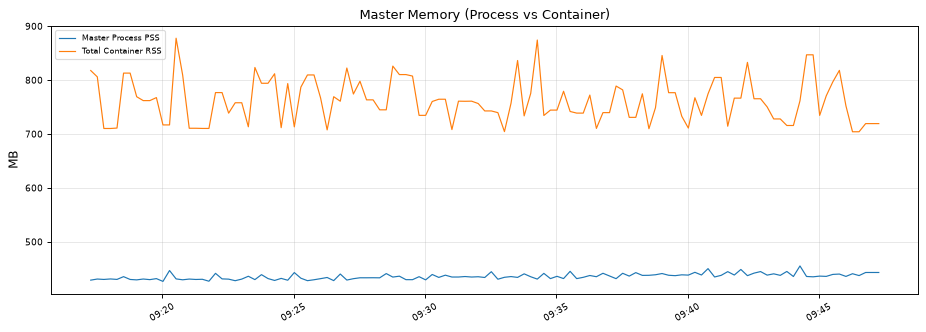 Master Memory (Process vs Container)
Master Process PSS
Total Container RSS
MB
900
800
700
600
500
09:20
09:25
09:30
09:35
09:40
09:45